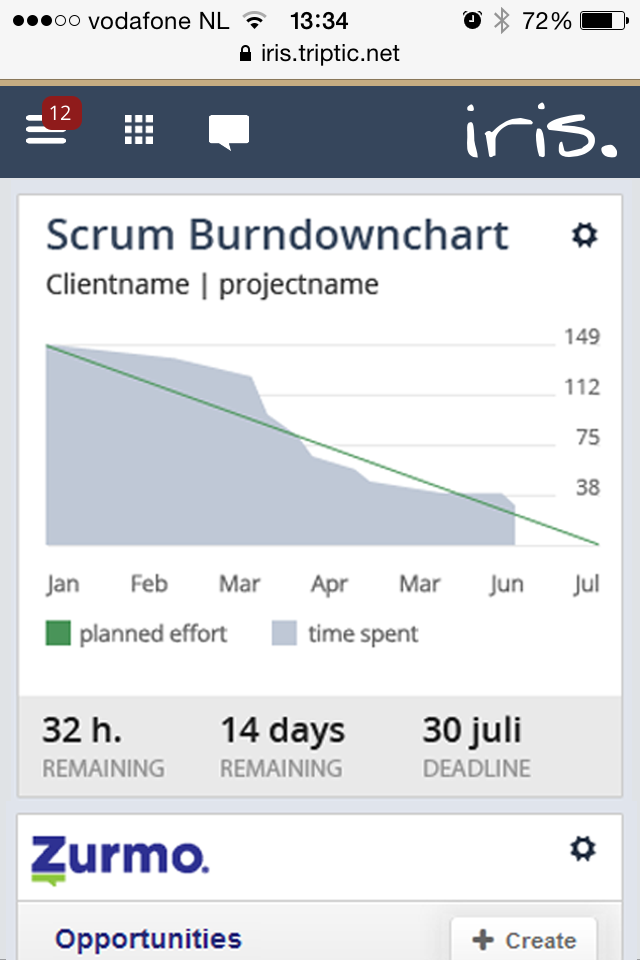 vodafone NL 13:34 72%
iris.triptic.net
12
iris.
Scrum Burndownchart
Clientname | projectname
149
112
75
38
Jan Feb Mar Apr Mar Jun Jul
planned effort time spent
32 h. 14 days 30 juli
REMAINING REMAINING DEADLINE
Zurmo.
Opportunities + Create